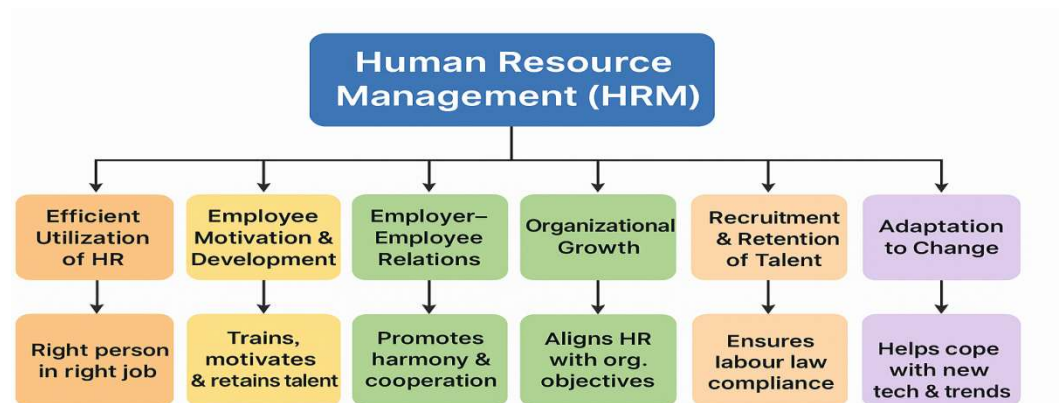 Human Resource
Management (HRM)
Efficient
Utilization
of HR
Employee
Motivation &
Development
Employer–
Employee
Relations
Organizational
Growth
Recruitment
& Retention
of Talent
Adaptation
to Change
Right person
in right job
Trains,
motivates
& retains talent
Promotes
harmony &
cooperation
Aligns HR
with org.
objectives
Ensures
labour law
compliance
Helps cope
with new
tech & trends